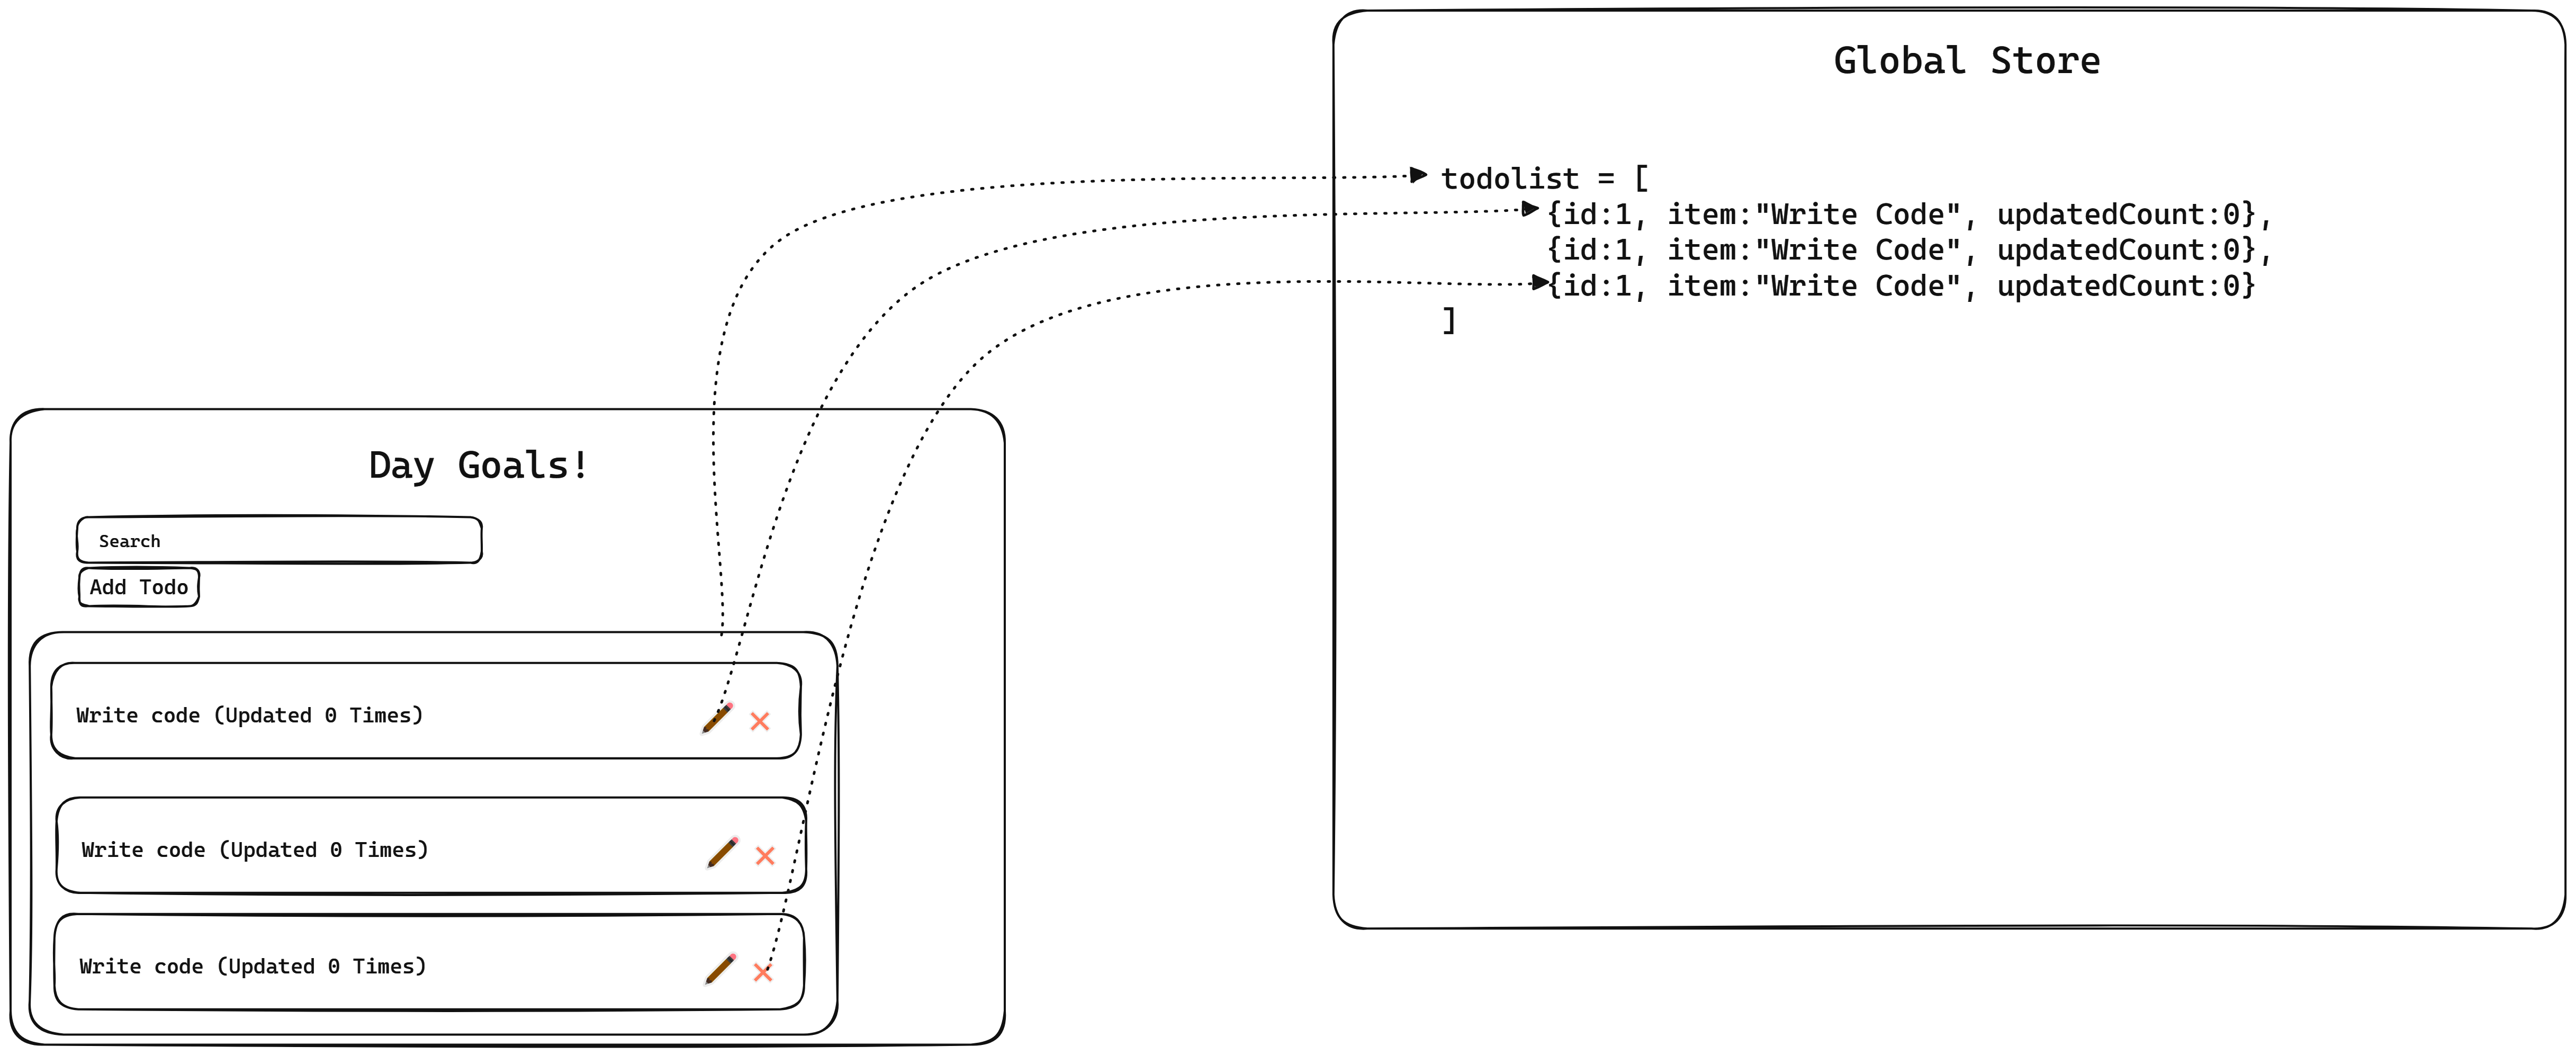 Global Store
todolist = [
{id:1, item:"Write Code", updatedCount:0},
{id:1, item:"Write Code", updatedCount:0},
{id:1, item:"Write Code", updatedCount:0}
]
Day Goals!
Search
Add Todo
Write code (Updated 0 Times)
Write code (Updated 0 Times)
Write code (Updated 0 Times)